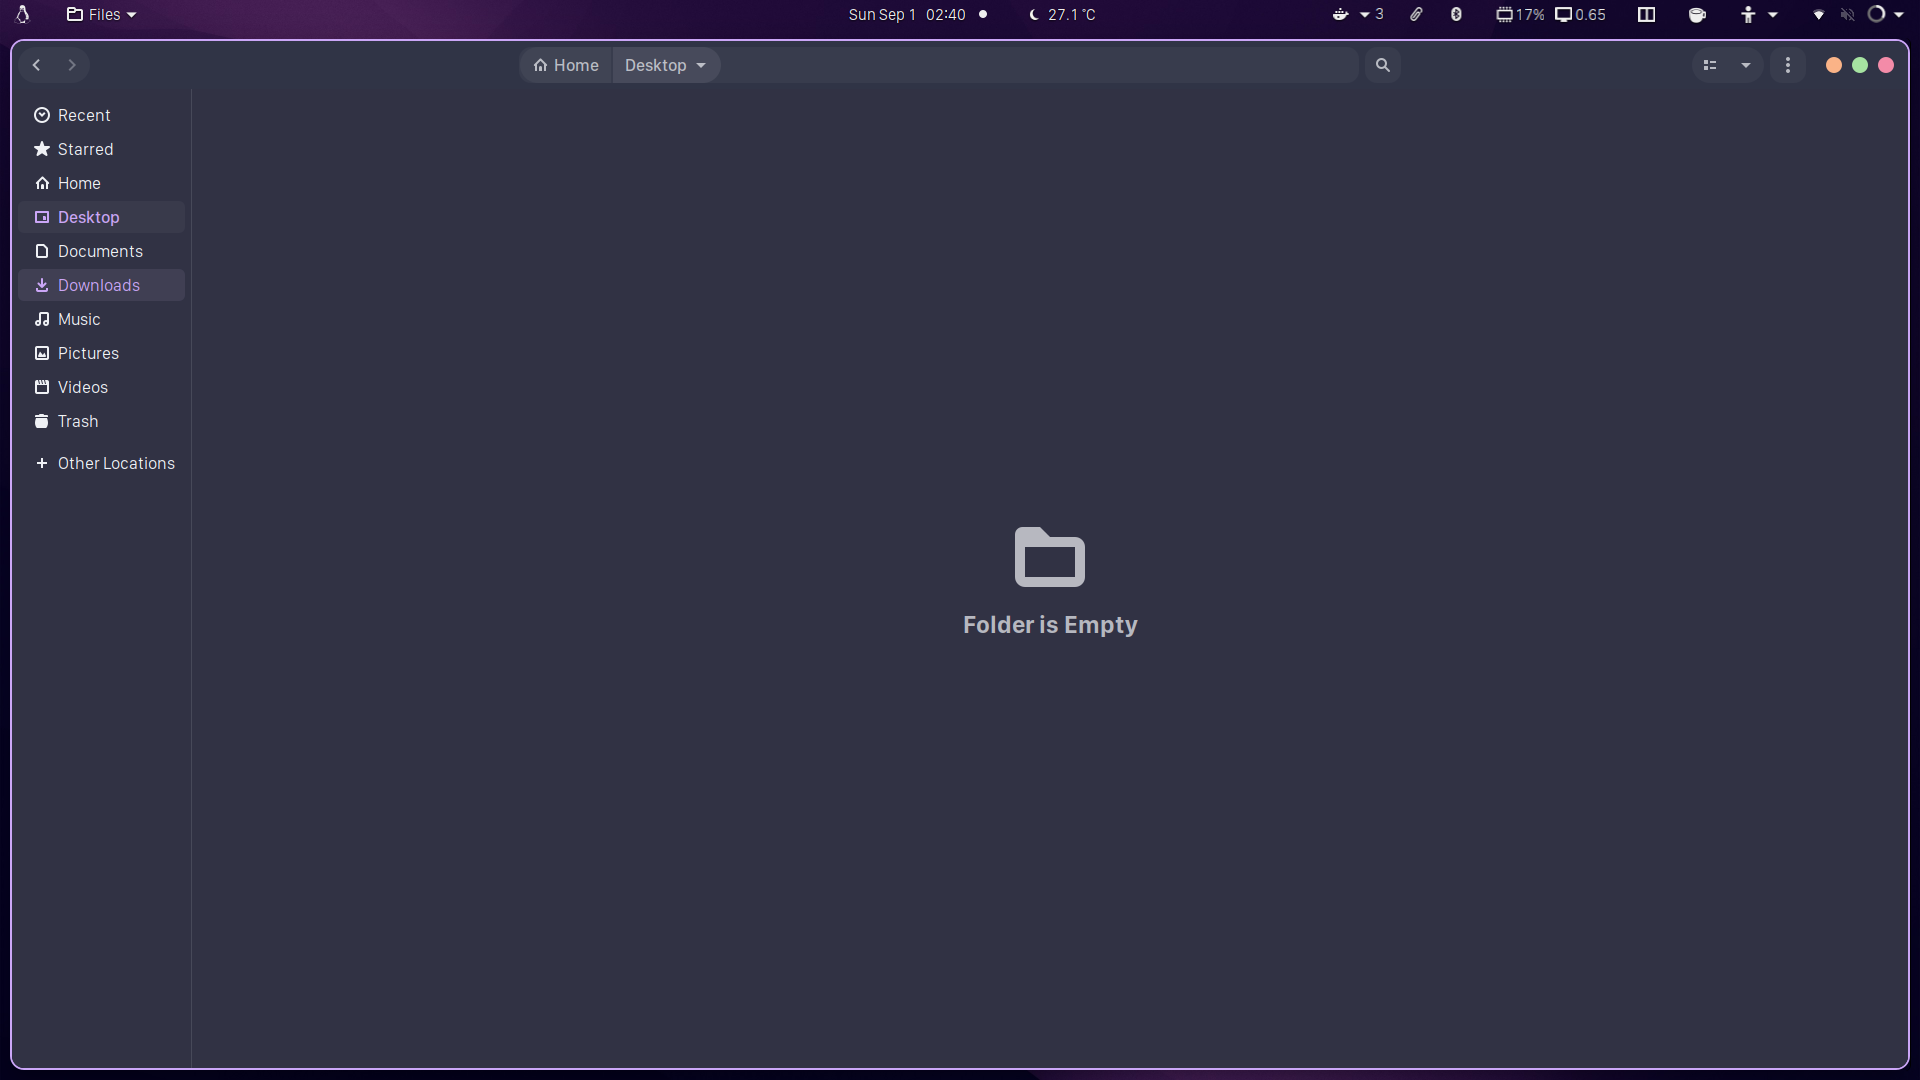 Files
Sun Sep 1 02:40
27.1 °C
3
17%
0.65
Home
Desktop
Recent
Starred
Home
Desktop
Documents
Downloads
Music
Pictures
Videos
Trash
Other Locations
Folder is Empty